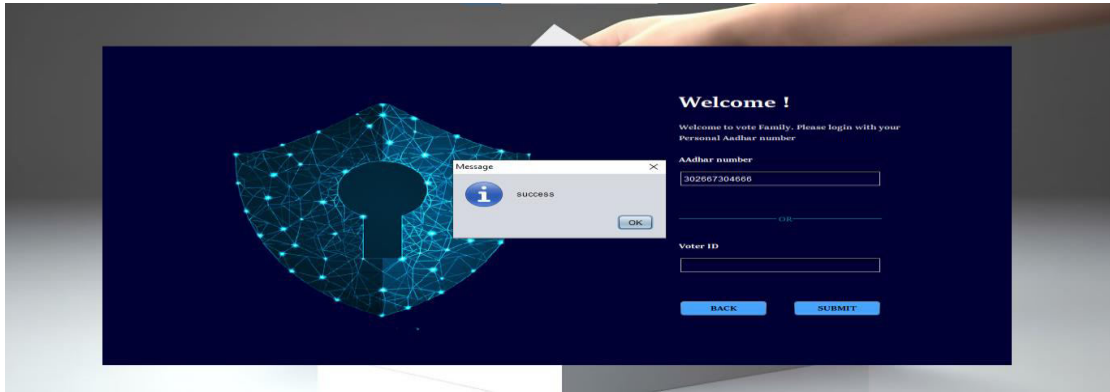 Welcome !
Welcome to vote Family. Please login with your
Personal Aadhar number
AAdhar number
302667304666
OR
Voter ID
BACK
SUBMIT
Message
success
OK